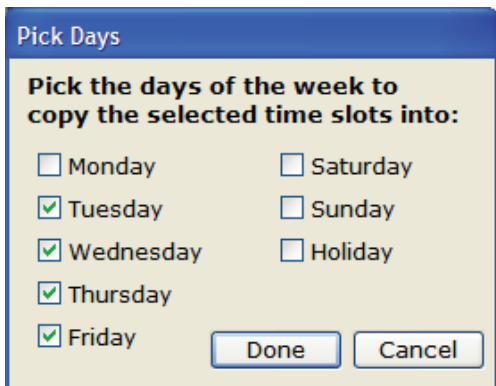 Pick Days
Pick the days of the week to
copy the selected time slots into:
Monday
Saturday
Tuesday
Sunday
Wednesday
Holiday
Thursday
Friday
Done
Cancel